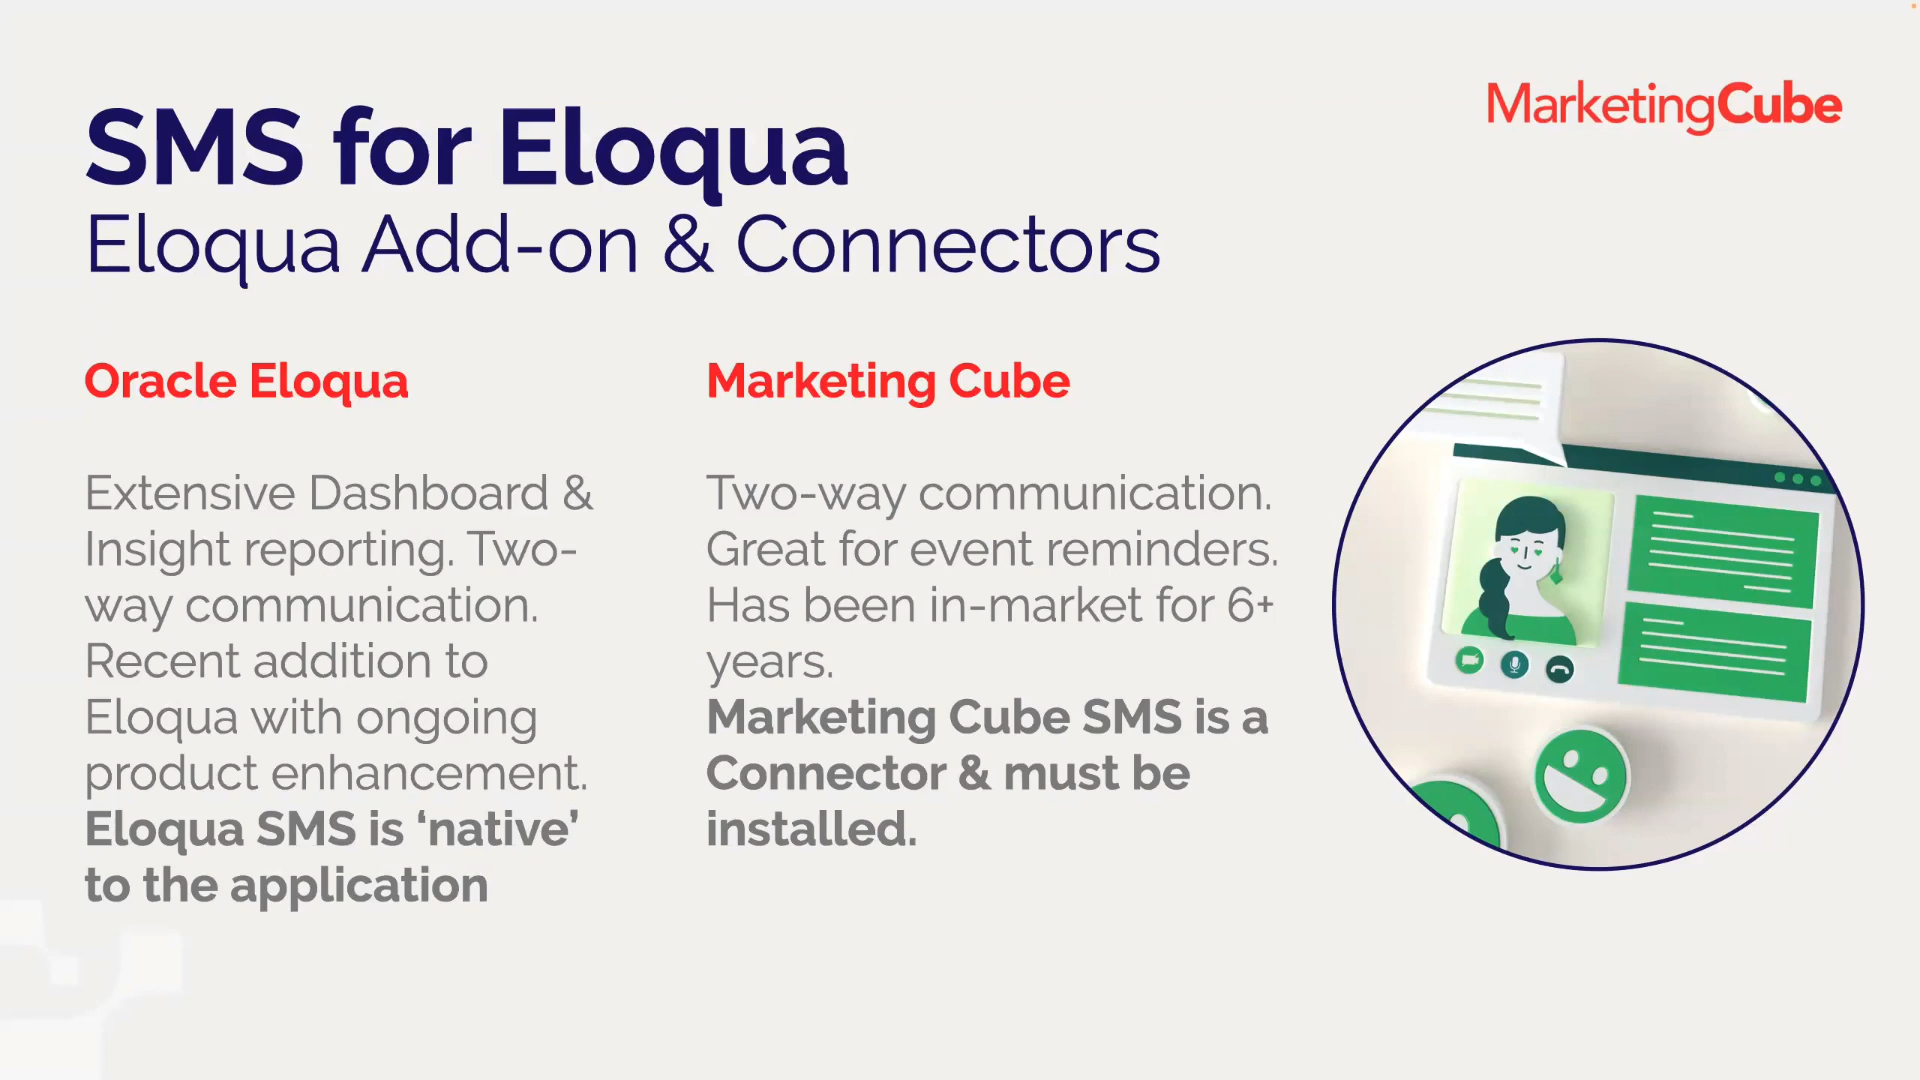 MarketingCube
SMS for Eloqua
Eloqua Add-on & Connectors
Oracle Eloqua
Extensive Dashboard &
Insight reporting. Two-
way communication.
Recent addition to
Eloqua with ongoing
product enhancement.
Eloqua SMS is ‘native’
to the application
Marketing Cube
Two-way communication.
Great for event reminders.
Has been in-market for 6+
years.
Marketing Cube SMS is a
Connector & must be
installed.